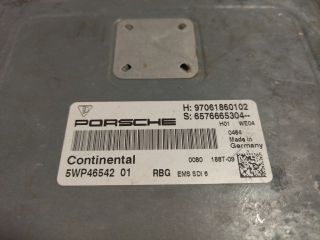 H: 97061860102
S: 6576665304--
H01 WE04
PORSCHE
0484
Made in
Germany
Continental
0080 1887-09
5WP46542 01 RBG EMS SDI 6